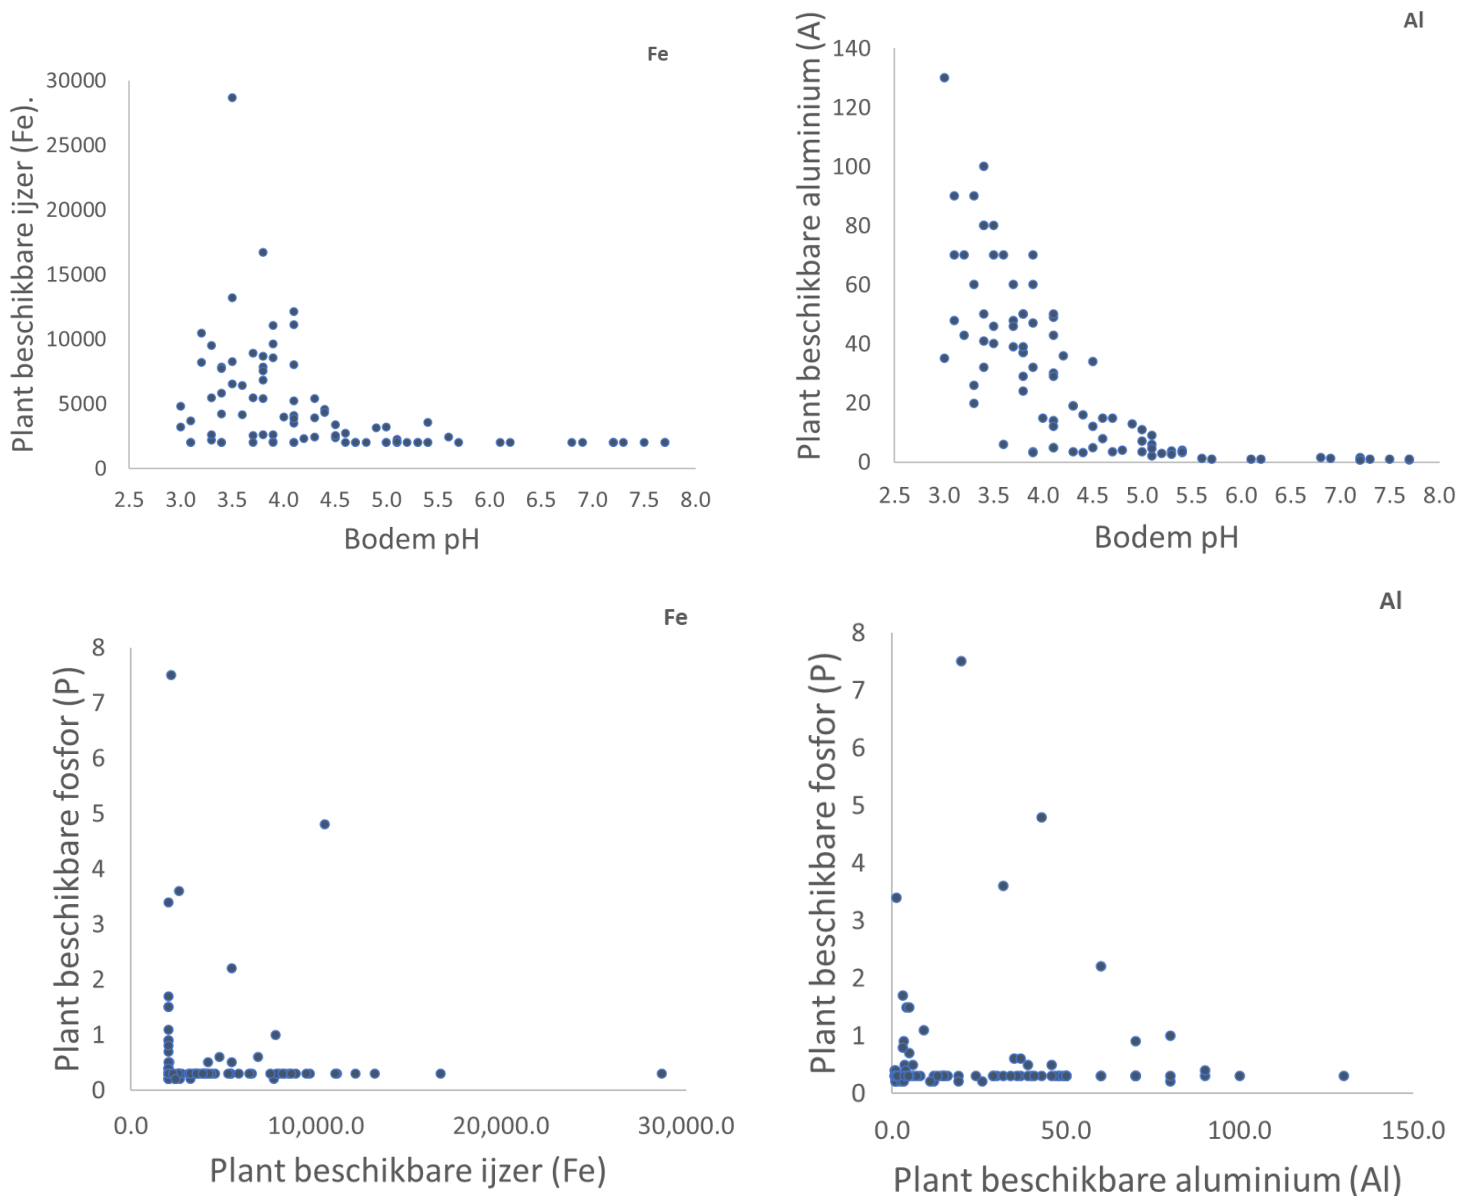 Fe
30000
25000
20000
15000
10000
5000
0
2.5 3.0 3.5 4.0 4.5 5.0 5.5 6.0 6.5 7.0 7.5 8.0
Plant beschikbare ijzer (Fe).
Bodem pH
Al
140
120
100
80
60
40
20
0
2.5 3.0 3.5 4.0 4.5 5.0 5.5 6.0 6.5 7.0 7.5 8.0
Plant beschikbare aluminium (A)
Bodem pH
Fe
8
7
6
5
4
3
2
1
0
0.0 10,000.0 20,000.0 30,000.0
Plant beschikbare fosfor (P)
Plant beschikbare ijzer (Fe)
Al
8
7
6
5
4
3
2
1
0
0.0 50.0 100.0 150.0
Plant beschikbare fosfor (P)
Plant beschikbare aluminium (Al)